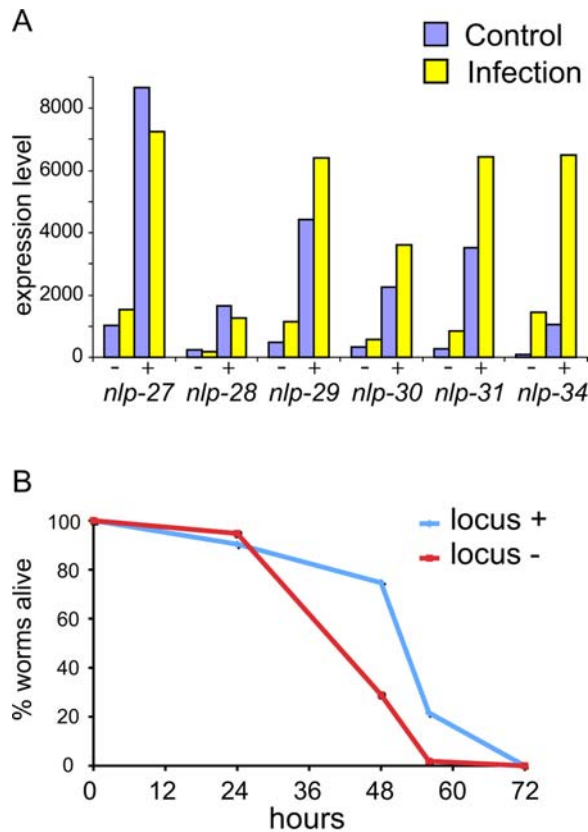 A
Control
Infection
expression level
8000
6000
4000
2000
0
- + - + - + - + - + - +
nlp-27 nlp-28 nlp-29 nlp-30 nlp-31 nlp-34
B
locus +
locus -
% worms alive
100
80
60
40
20
0
0 12 24 36 48 60 72
hours